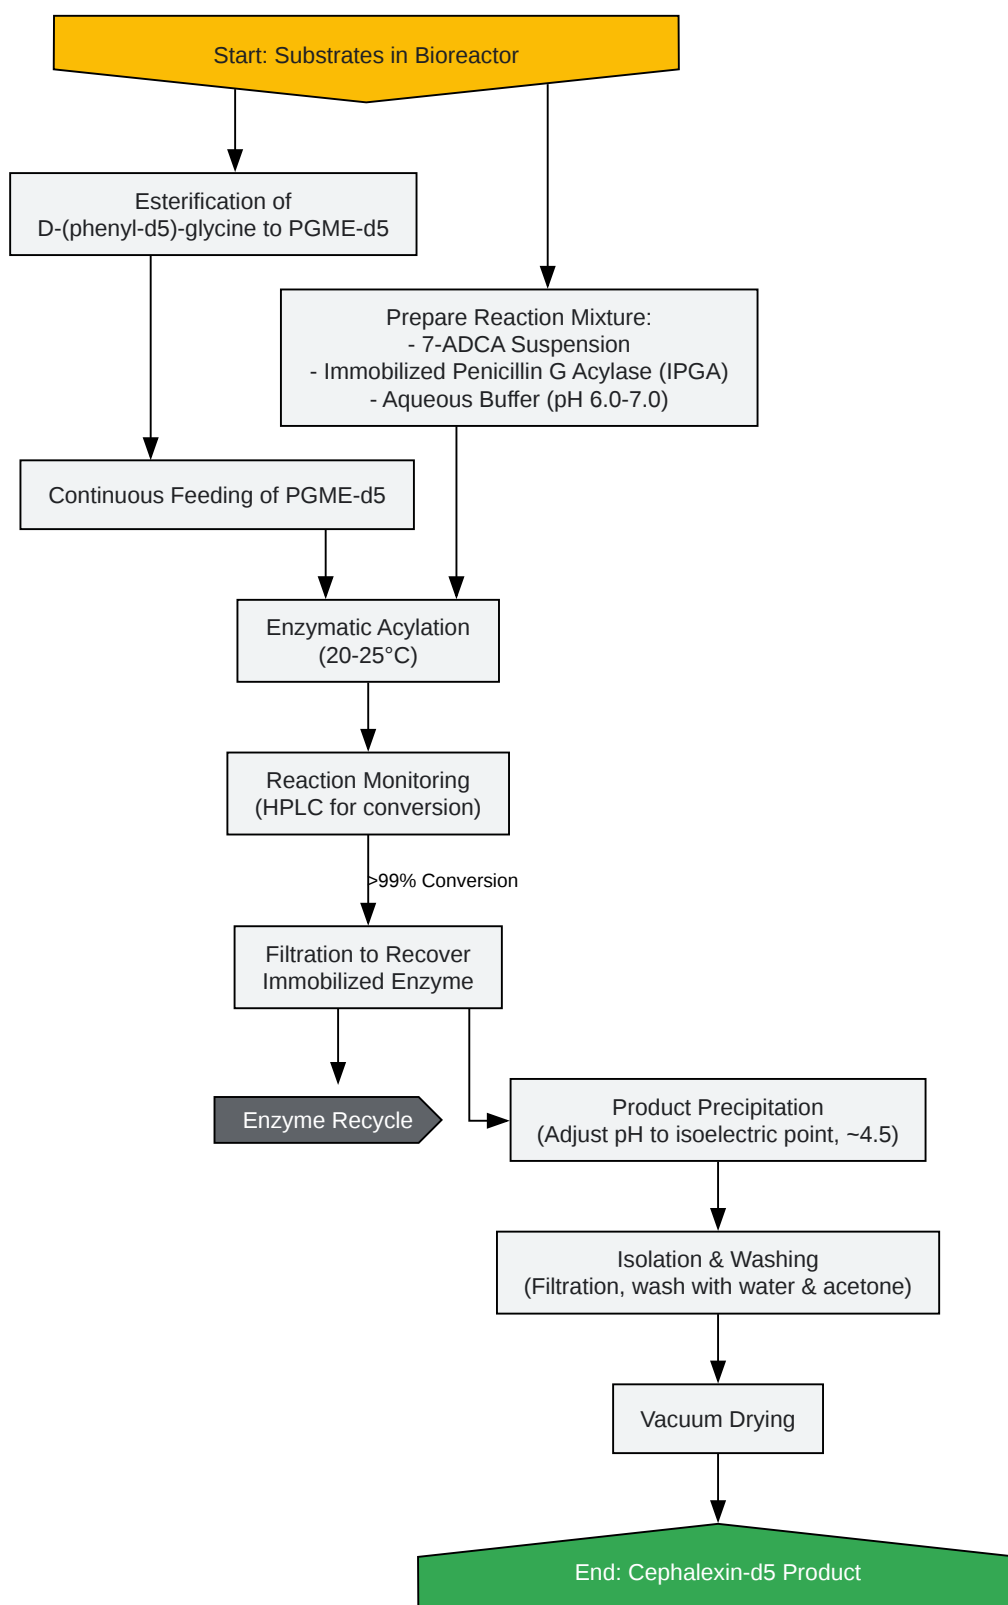 Start: Substrates in Bioreactor
Esterification of
D-(phenyl-d5)-glycine to PGME-d5
Prepare Reaction Mixture:
- 7-ADCA Suspension
- Immobilized Penicillin G Acylase (IPGA)
- Aqueous Buffer (pH 6.0-7.0)
Continuous Feeding of PGME-d5
Enzymatic Acylation
(20-25°C)
Reaction Monitoring
(HPLC for conversion)
>99% Conversion
Filtration to Recover
Immobilized Enzyme
Enzyme Recycle
Product Precipitation
(Adjust pH to isoelectric point, ~4.5)
Isolation & Washing
(Filtration, wash with water & acetone)
Vacuum Drying
End: Cephalexin-d5 Product